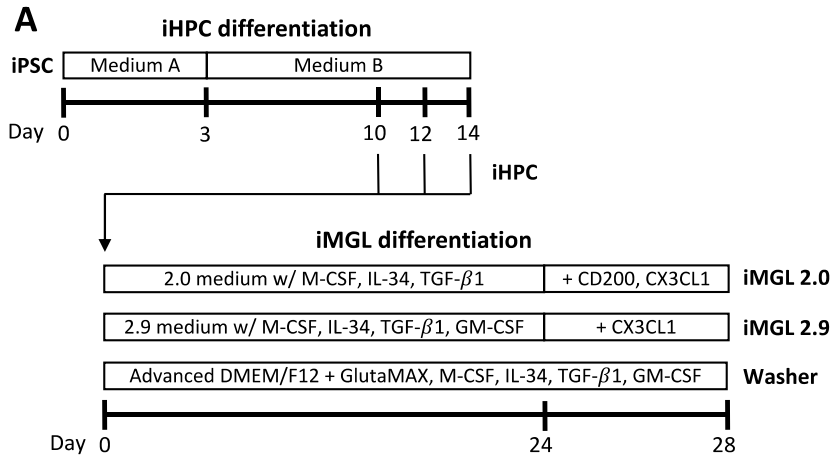 A
iHPC differentiation
iPSC Medium A Medium B
Day 0 3 10 12 14
iHPC
iMGL differentiation
2.0 medium w/ M-CSF, IL-34, TGF-β1 + CD200, CX3CL1 iMGL 2.0
2.9 medium w/ M-CSF, IL-34, TGF-β1, GM-CSF + CX3CL1 iMGL 2.9
Advanced DMEM/F12 + GlutaMAX, M-CSF, IL-34, TGF-β1, GM-CSF Washer
Day 0 24 28